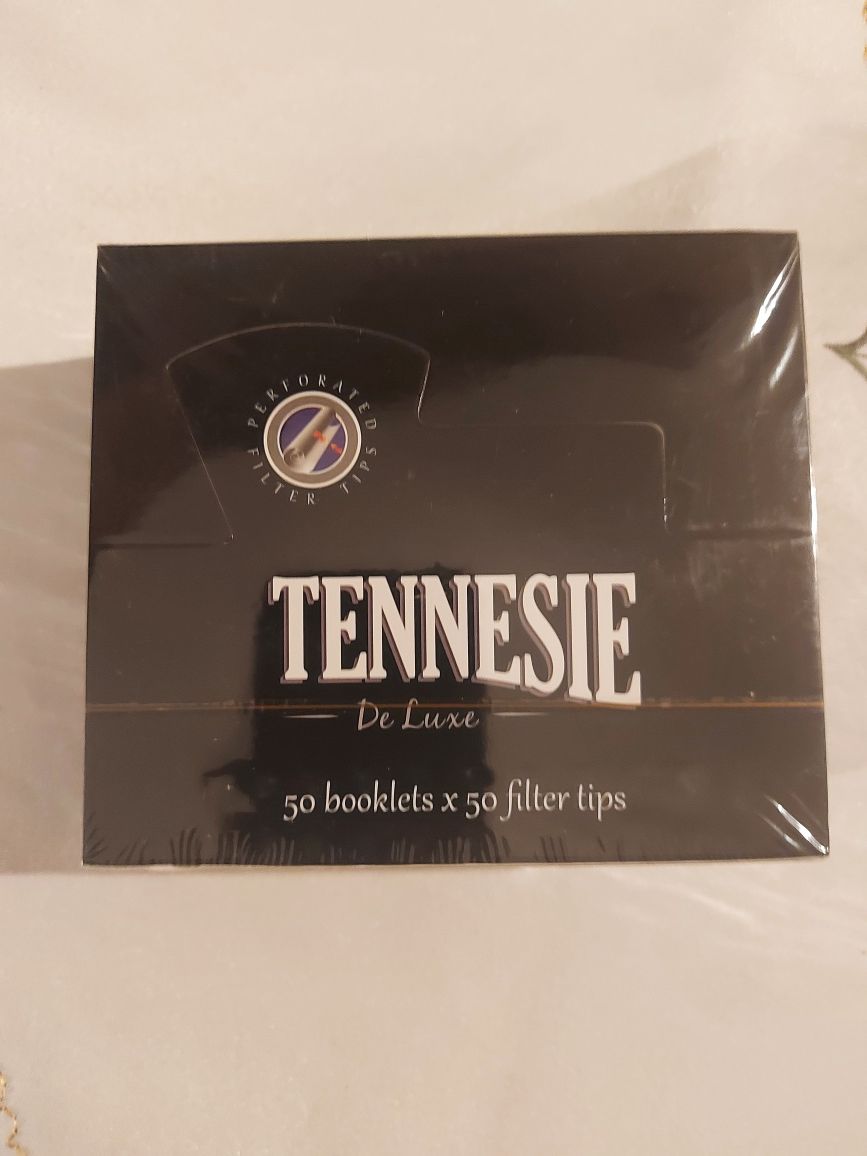 PERFORATED
FILTER TIPS
TENNESIE
De Luxe
50 booklets x 50 filter tips